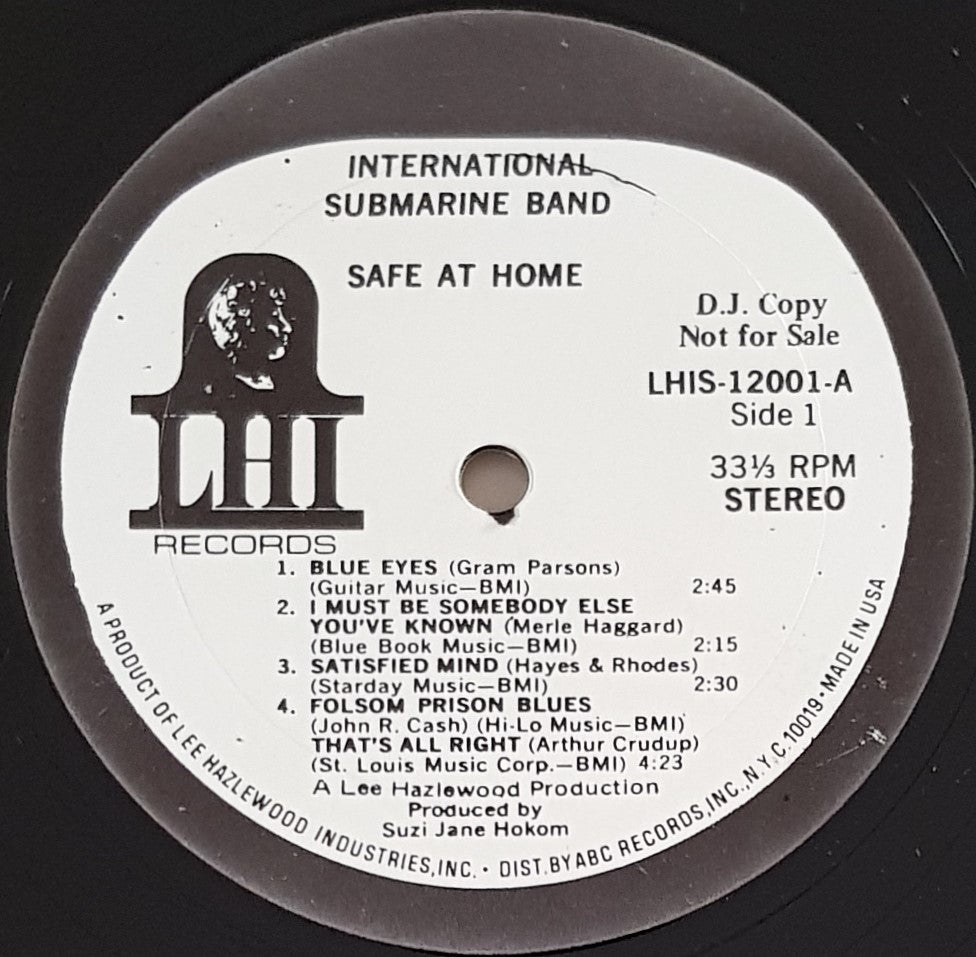 INTERNATIONAL
SUBMARINE BAND
SAFE AT HOME
D.J. Copy
Not for Sale
LHIS-12001-A
Side 1
33⅓ RPM
STEREO
LHI
RECORDS
1. BLUE EYES (Gram Parsons)
(Guitar Music—BMI) 2:45
2. I MUST BE SOMEBODY ELSE
YOU'VE KNOWN (Merle Haggard)
(Blue Book Music—BMI) 2:15
3. SATISFIED MIND (Hayes & Rhodes)
(Starday Music—BMI) 2:30
4. FOLSOM PRISON BLUES
(John R. Cash) (Hi-Lo Music—BMI)
THAT'S ALL RIGHT (Arthur Crudup)
(St. Louis Music Corp.—BMI) 4:23
A Lee Hazlewood Production
Produced by
Suzi Jane Hokom
A PRODUCT OF LEE HAZLEWOOD INDUSTRIES, INC. • DIST. BY ABC RECORDS, INC., N.Y.C. 10019 • MADE IN USA